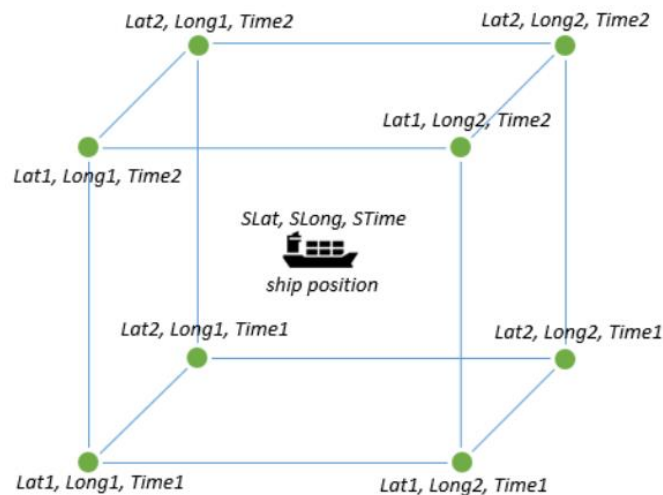 Lat2, Long1, Time2
Lat2, Long2, Time2
Lat1, Long2, Time2
Lat1, Long1, Time2
SLat, SLong, STime
ship position
Lat2, Long1, Time1
Lat2, Long2, Time1
Lat1, Long1, Time1
Lat1, Long2, Time1